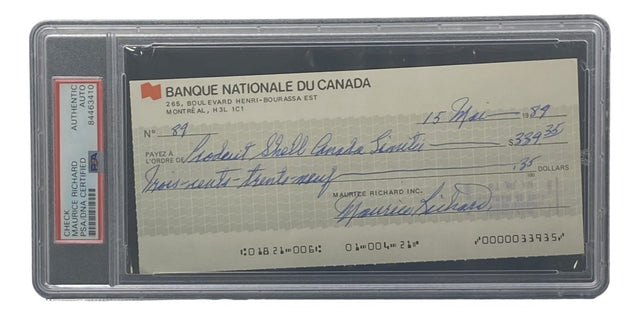 CHECK
MAURICE RICHARD
PSA/DNA CERTIFIED
AUTHENTIC
AUTO
84463410
PSA
BANQUE NATIONALE DU CANADA
265, BOULEVARD HENRI-BOURASSA EST
MONTRÉAL, H3L 1C1
15 Mai 1989
N° 89
PAYEZ À
L'ORDRE DE Produit Shell Canada Limitée $339.35
Trois-cents-trente-neuf 35 DOLLARS
100
MAURICE RICHARD INC.
Maurice Richard
⑆01821⑉006⑆ 01⑉004⑉21⑈ ⑇0000033935⑇